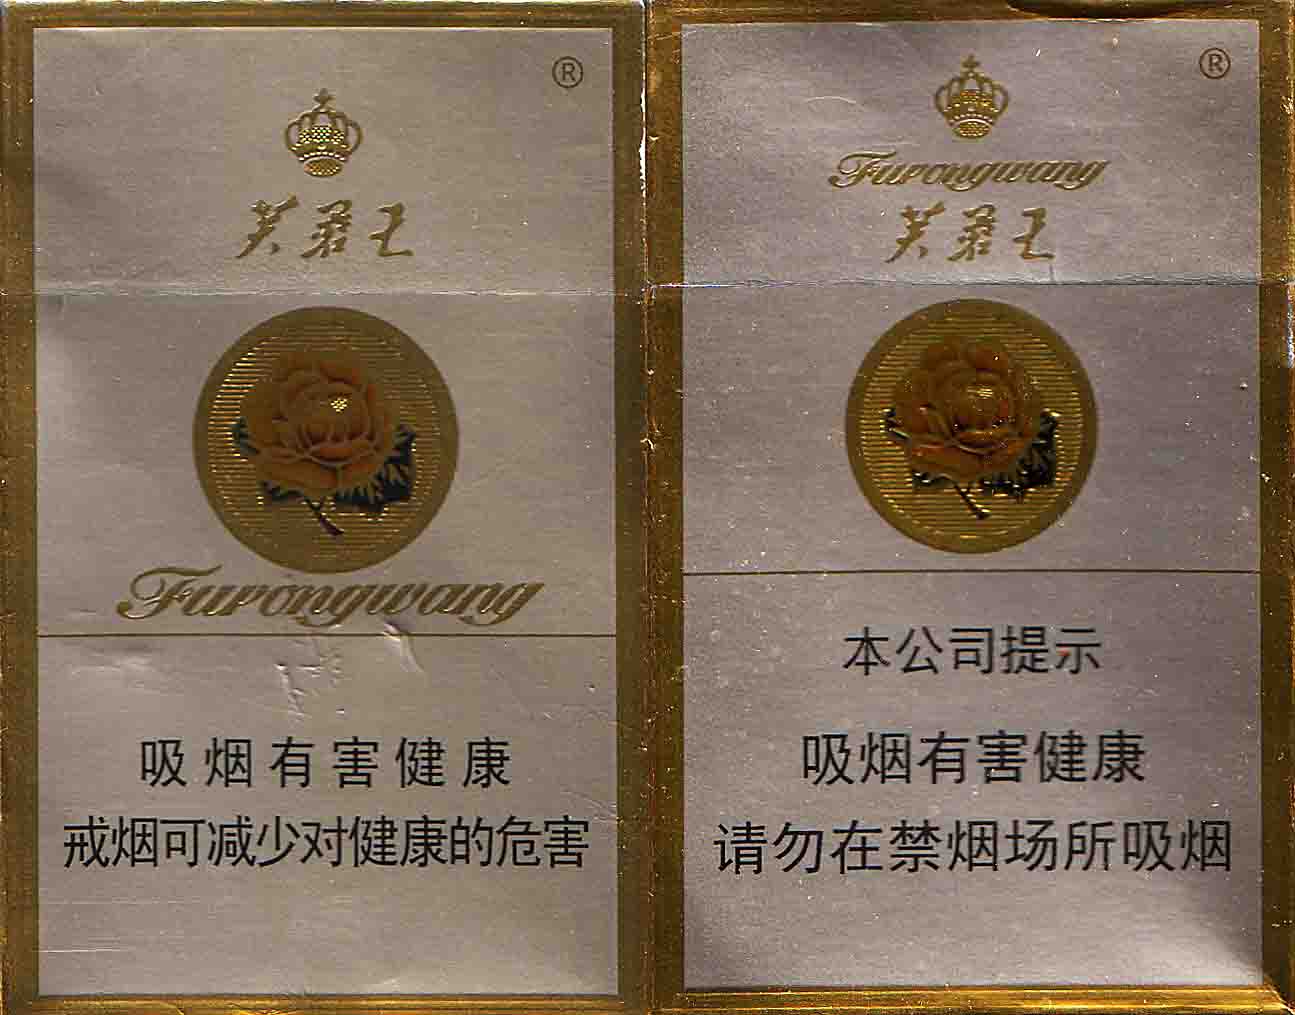 ®
芙蓉王
Furongwang
吸烟有害健康
戒烟可减少对健康的危害
®
Furongwang
芙蓉王
本公司提示
吸烟有害健康
请勿在禁烟场所吸烟